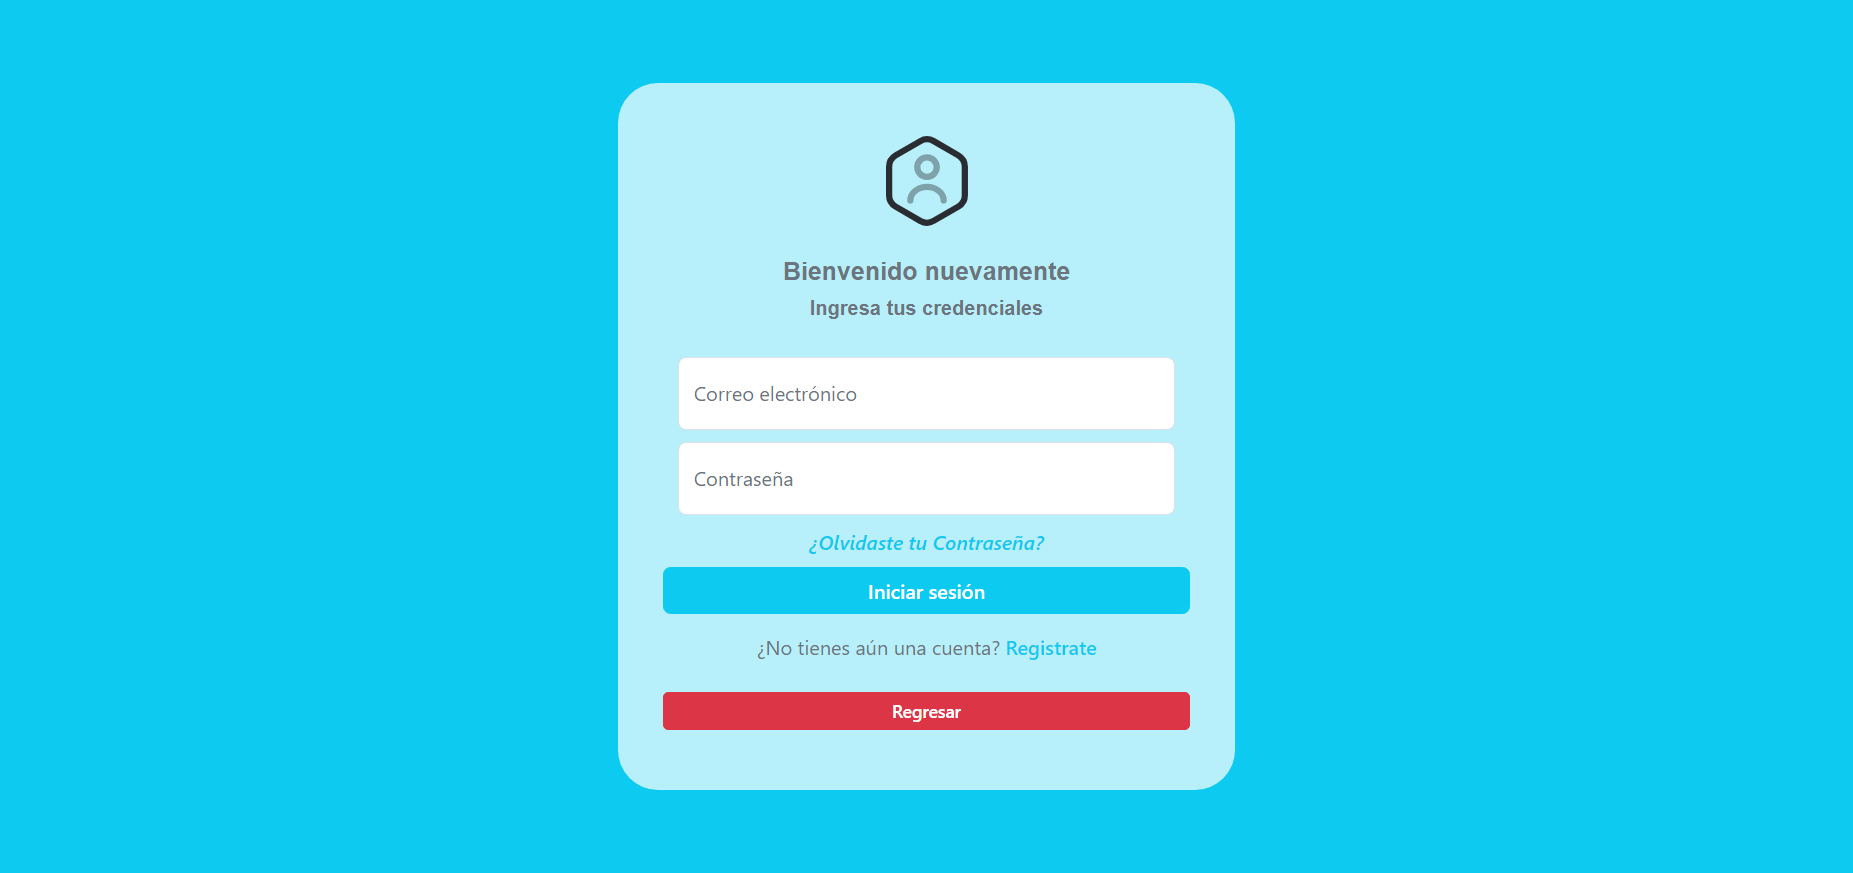 Bienvenido nuevamente
Ingresa tus credenciales
Correo electrónico
Contraseña
¿Olvidaste tu Contraseña?
Iniciar sesión
¿No tienes aún una cuenta? Registrate
Regresar